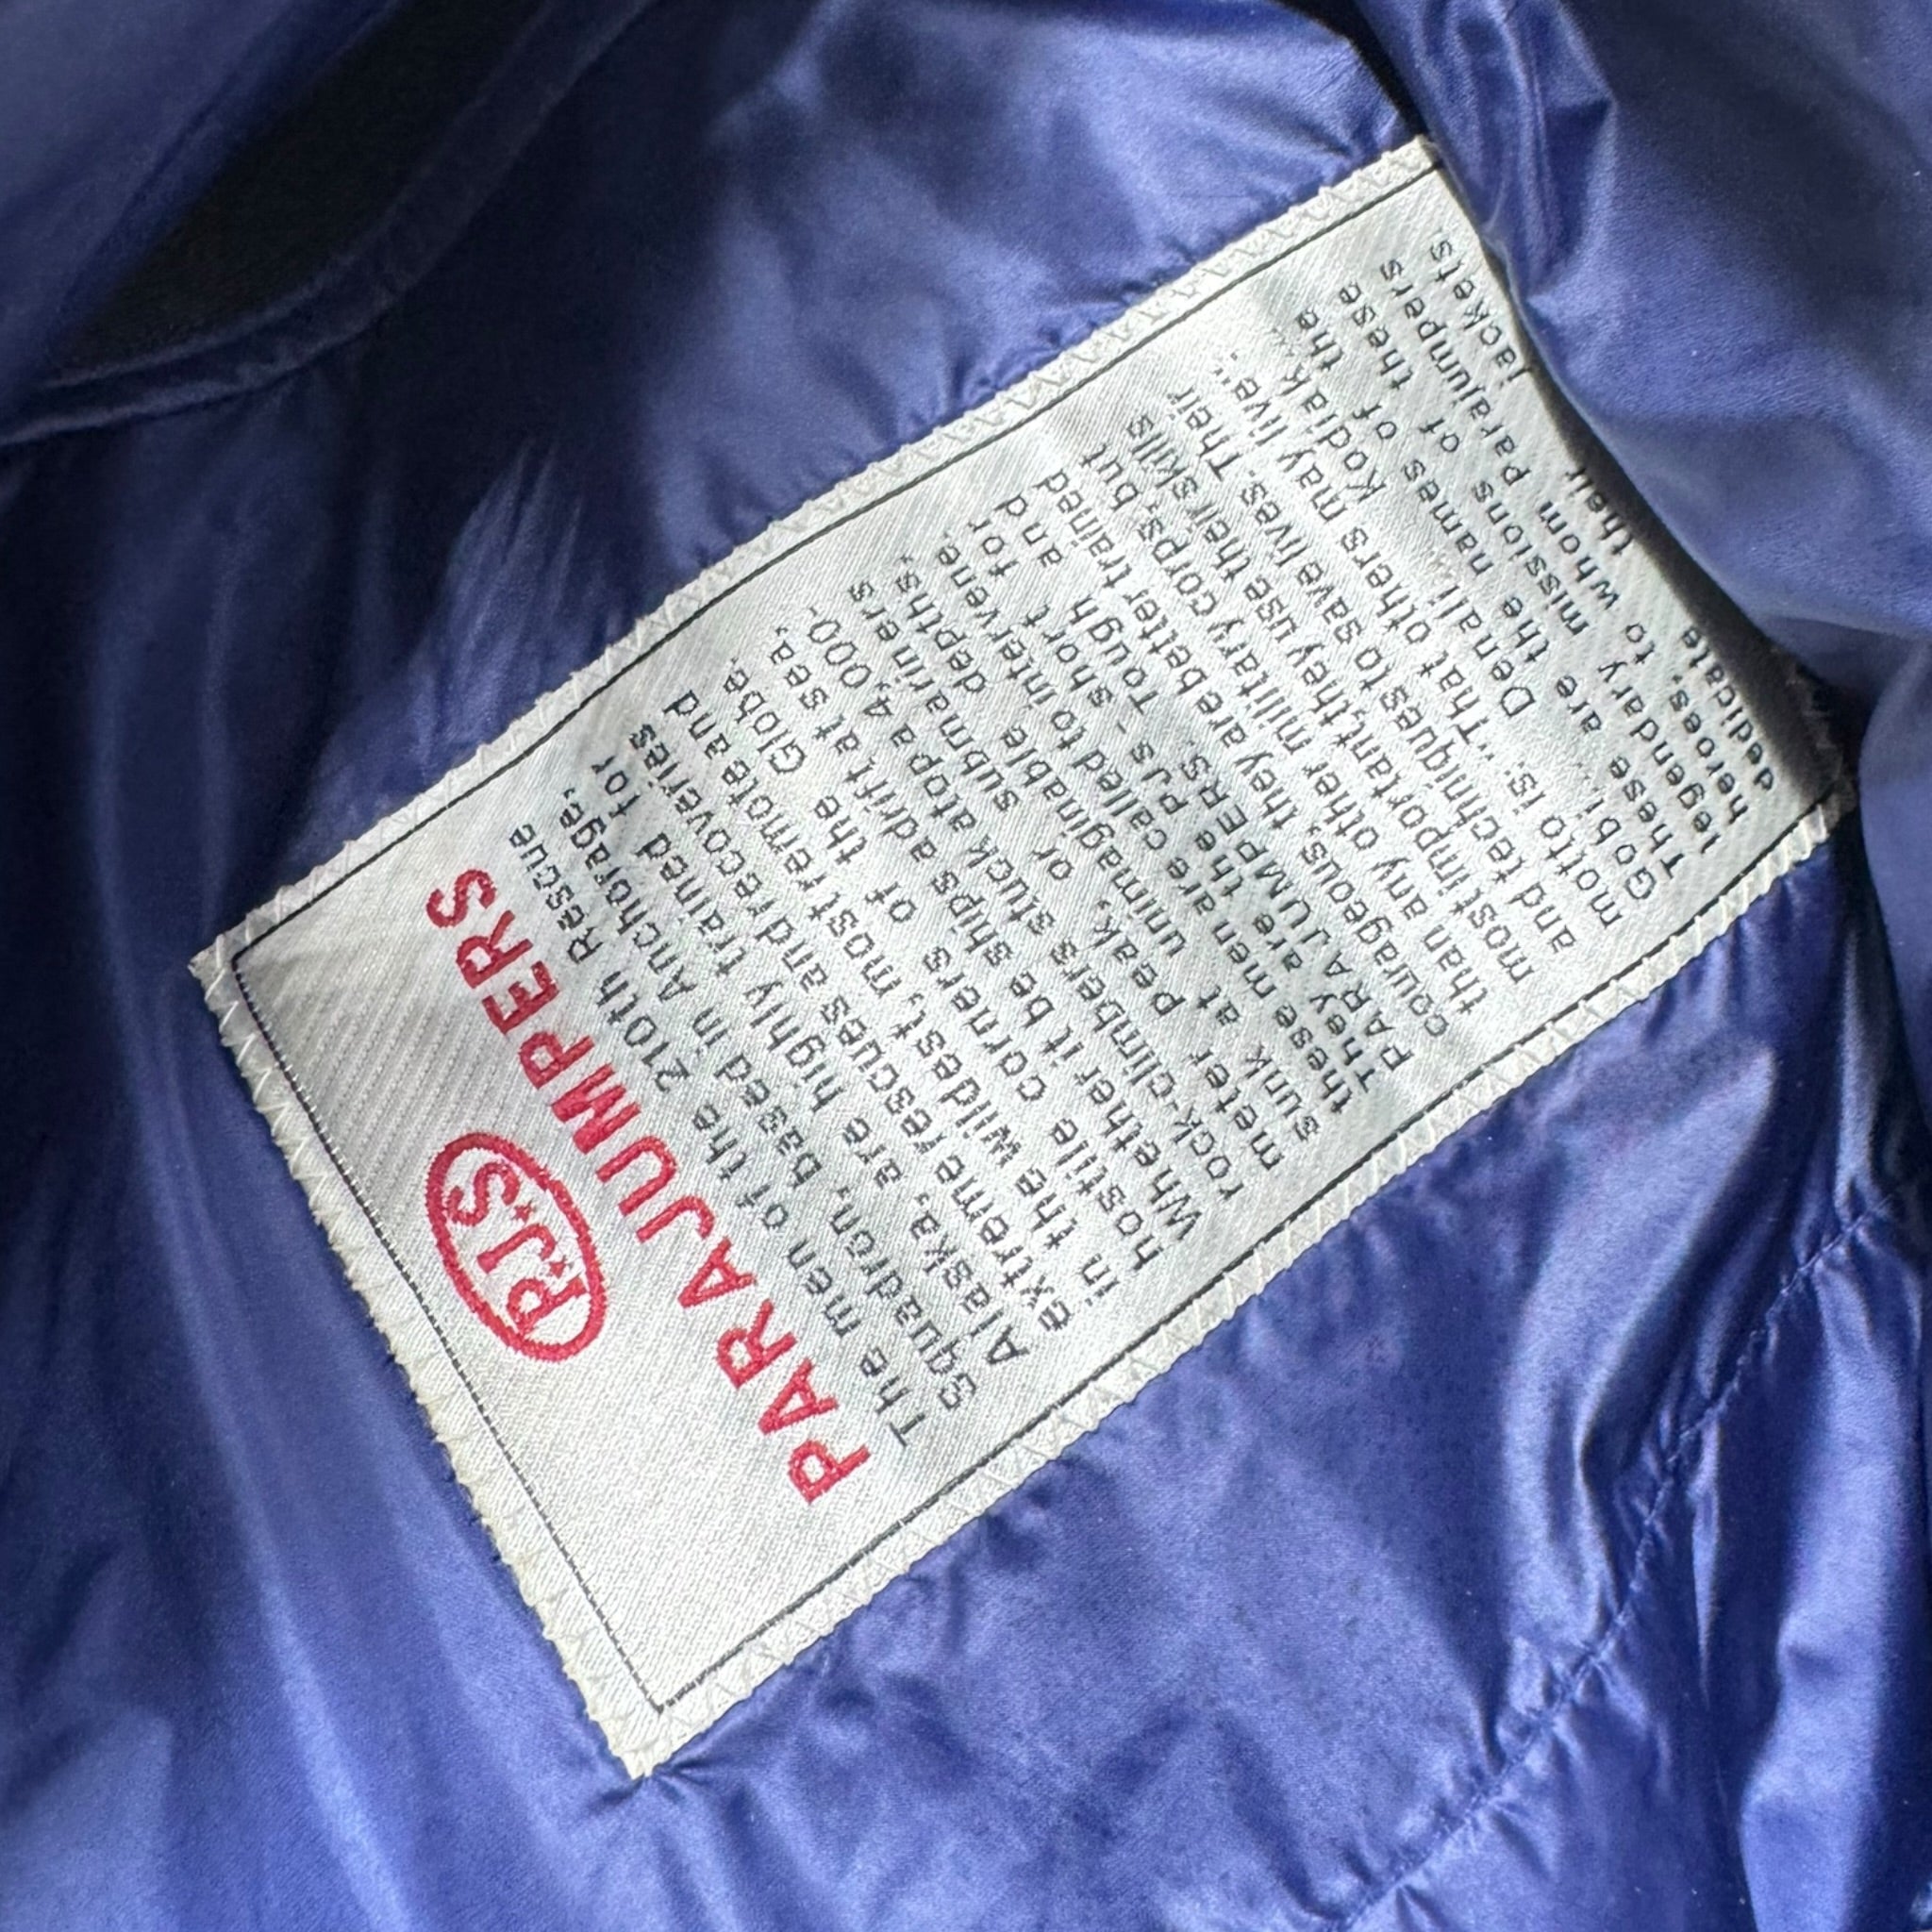 P.J.S
PARAJUMPERS
The men of the 210th Rescue
Squadron, based in Anchorage,
Alaska, are highly trained for
extreme rescues and recoveries
in the wildest, most remote and
hostile corners of the Globe.
Whether it be ships adrift at sea,
rock-climbers stuck atop a 4,000-
meter peak, or submariners
sunk at unimaginable depths,
these men are called to intervene.
They are the PJs - short for
PARAJUMPERS. Tough and
courageous, they are better trained
than any other military corps, but
most important, they use their skills
and techniques to save lives. Their
motto is: "That others may live".
Gobi, Denali, Kodiak ...
These are the names of the
legendary missions of these
heroes, to whom Parajumpers
dedicate their jackets